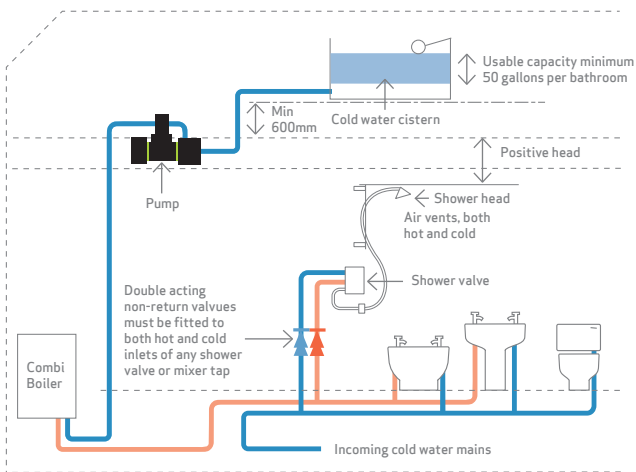 Usable capacity minimum
50 gallons per bathroom
Min
600mm
Cold water cistern
Positive head
Pump
Shower head
Air vents, both
hot and cold
Shower valve
Double acting
non-return valvues
must be fitted to
both hot and cold
inlets of any shower
valve or mixer tap
Combi
Boiler
Incoming cold water mains